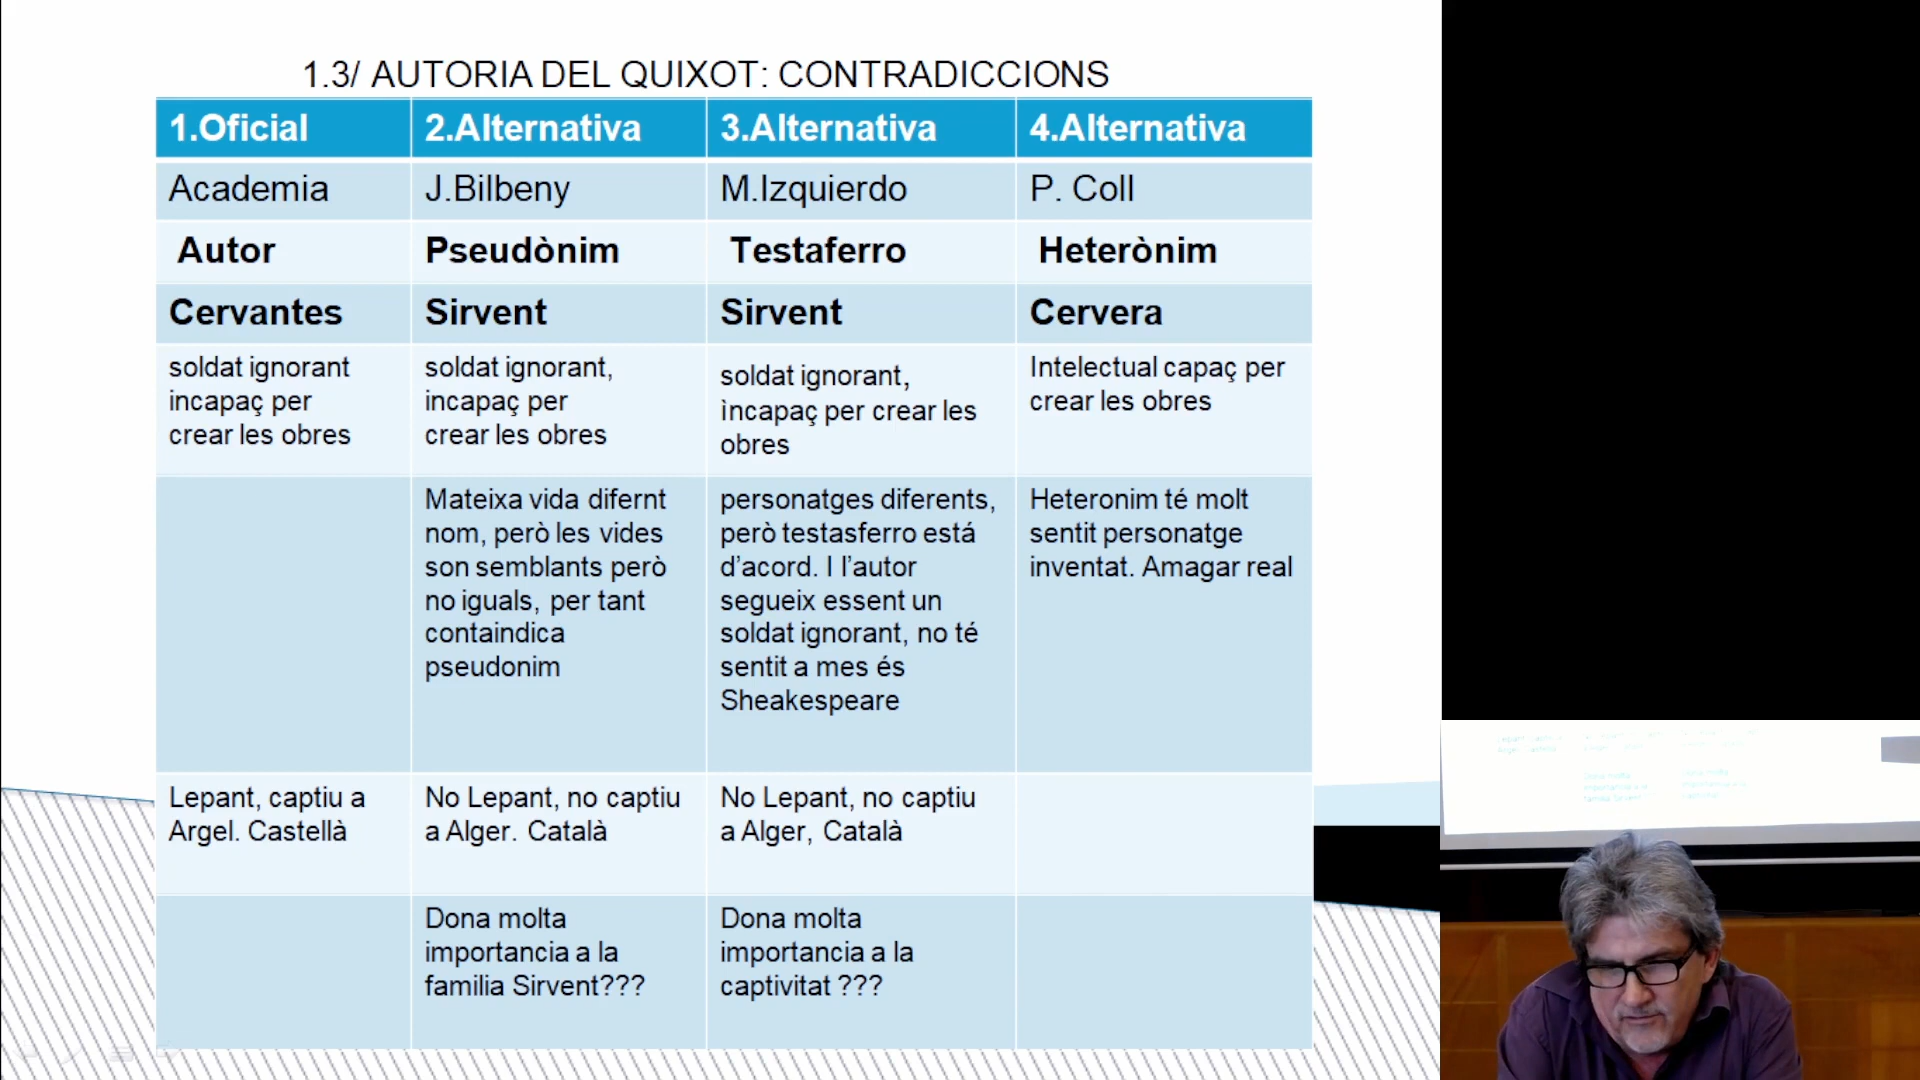 1.3/ AUTORIA DEL QUIXOT: CONTRADICCIONS
1.Oficial
2.Alternativa
3.Alternativa
4.Alternativa
Academia
J.Bilbeny
M.Izquierdo
P. Coll
Autor
Pseudònim
Testaferro
Heterònim
Cervantes
Sirvent
Sirvent
Cervera
soldat ignorant
incapaç per
crear les obres
soldat ignorant,
incapaç per
crear les obres
soldat ignorant,
ìncapaç per crear les
obres
Intelectual capaç per
crear les obres
Mateixa vida difernt
nom, però les vides
son semblants però
no iguals, per tant
containdica
pseudonim
personatges diferents,
però testasferro está
d’acord. I l’autor
segueix essent un
soldat ignorant, no té
sentit a mes és
Sheakespeare
Heteronim té molt
sentit personatge
inventat. Amagar real
Lepant, captiu a
Argel. Castellà
No Lepant, no captiu
a Alger. Català
No Lepant, no captiu
a Alger, Català
Dona molta
importancia a la
familia Sirvent???
Dona molta
importancia a la
captivitat ???